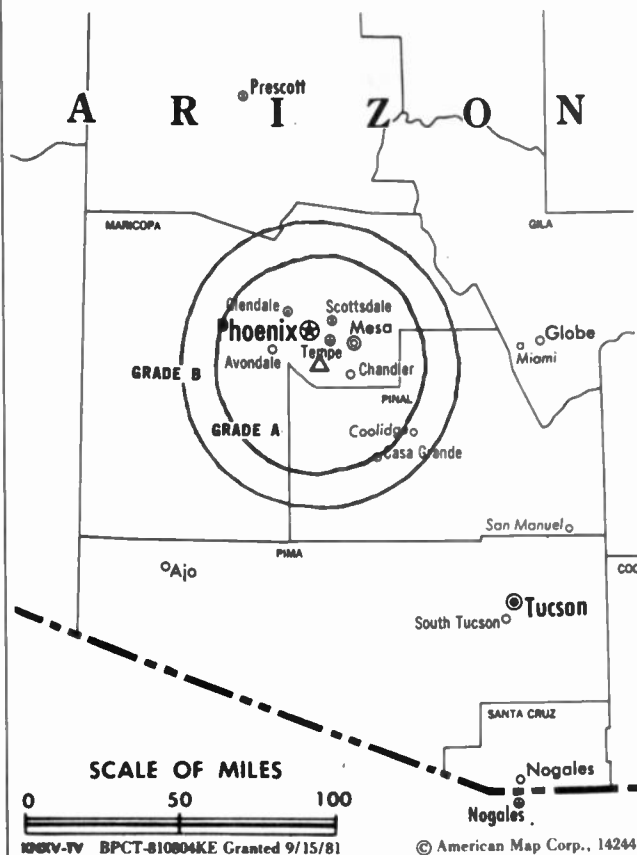 Prescott
A R I Z O N
MARICOPA
GILA
Glendale
Scottsdale
Phoenix
Mesa
Globe
Tempe
Miami
Avondale
Chandler
GRADE B
PINAL
GRADE A
Coolidge
Casa Grande
San Manuel
PIMA
Ajo
COC
Tucson
South Tucson
SANTA CRUZ
SCALE OF MILES
Nogales
0 50 100
Nogales
BPCT-810804KE Granted 9/15/81
© American Map Corp., 14244